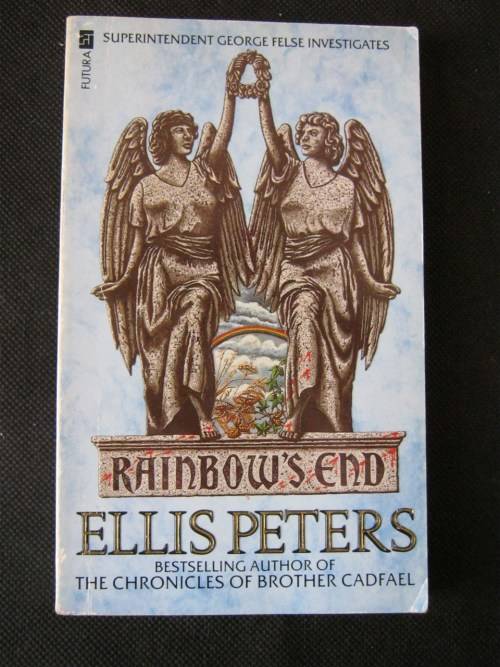 SUPERINTENDENT GEORGE FELSE INVESTIGATES
FUTURA
RAINBOW'S END
ELLIS PETERS
BESTSELLING AUTHOR OF
THE CHRONICLES OF BROTHER CADFAEL